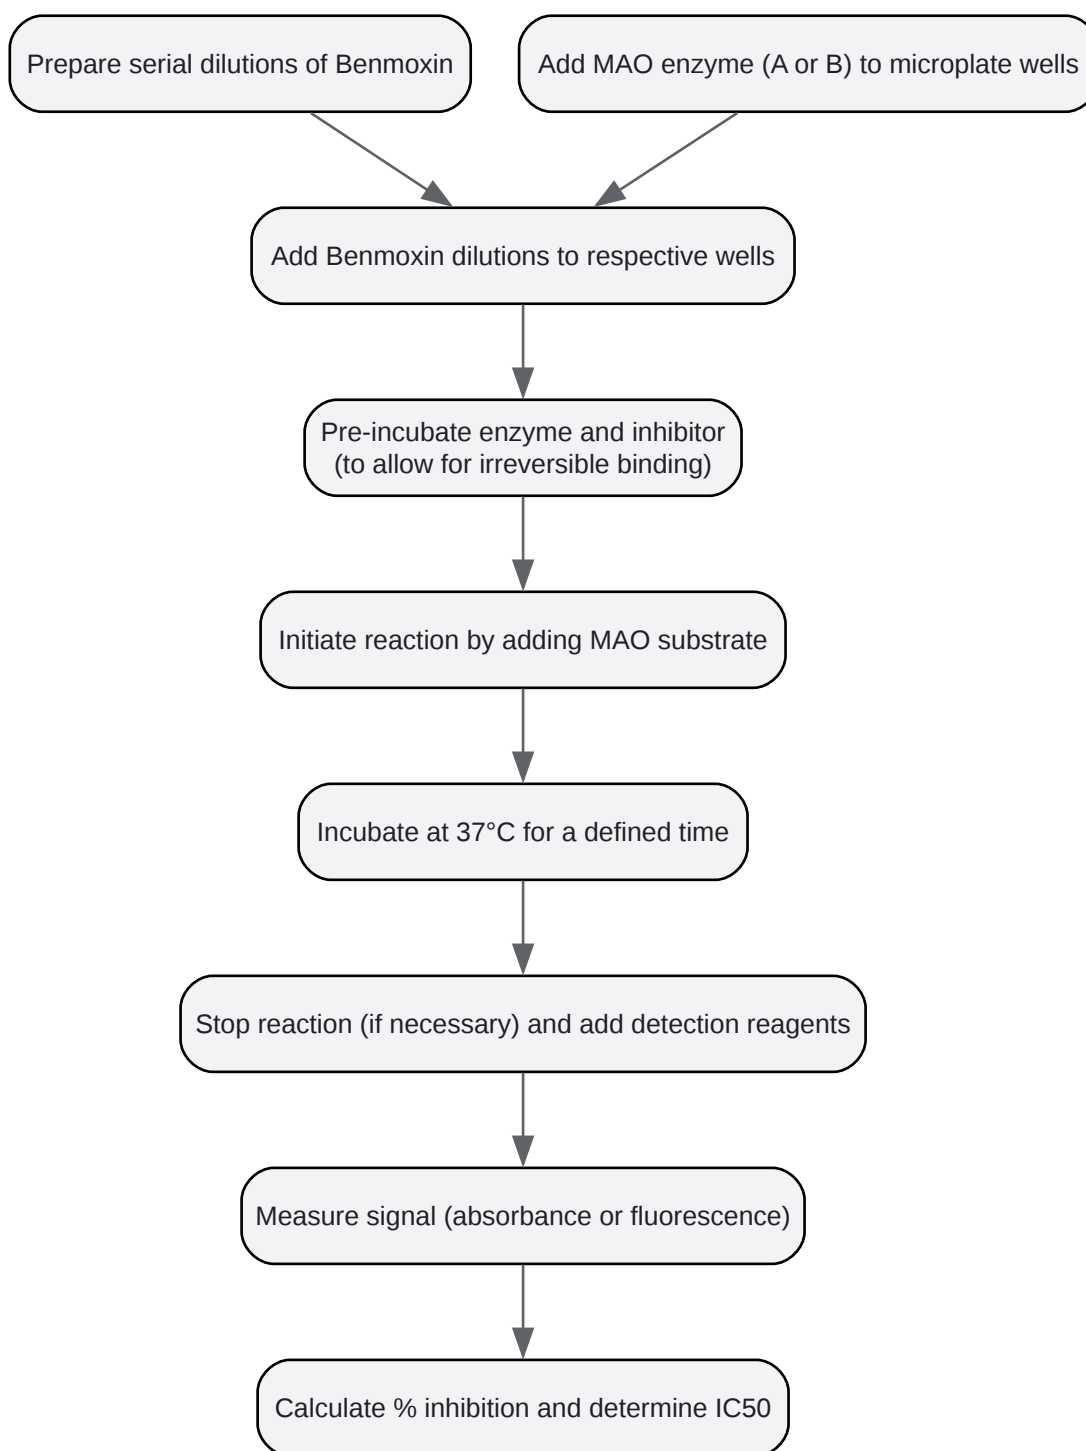 Prepare serial dilutions of Benmoxin
Add MAO enzyme (A or B) to microplate wells
Add Benmoxin dilutions to respective wells
Pre-incubate enzyme and inhibitor
(to allow for irreversible binding)
Initiate reaction by adding MAO substrate
Incubate at 37°C for a defined time
Stop reaction (if necessary) and add detection reagents
Measure signal (absorbance or fluorescence)
Calculate % inhibition and determine IC50